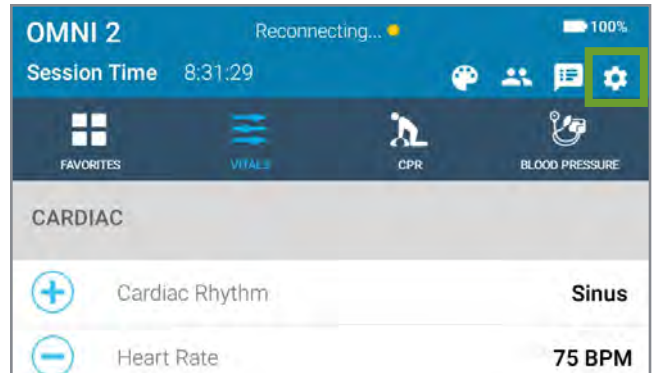 OMNI 2 Reconnecting... 100%
Session Time 8:31:29
FAVORITES VITALS CPR BLOOD PRESSURE
CARDIAC
Cardiac Rhythm Sinus
Heart Rate 75 BPM